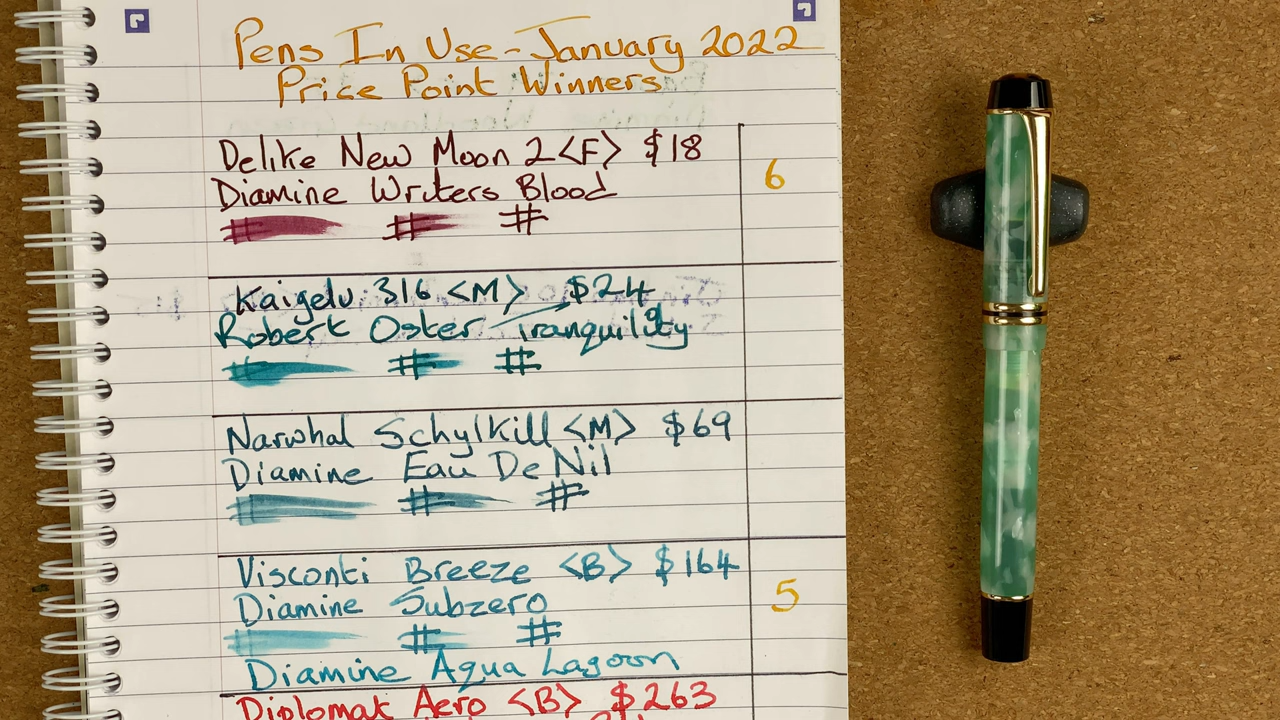 Pens In Use - January 2022
Price Point Winners
Delike New Moon 2 <F> $18
6
Diamine Writers Blood
# # #
Kaigelu 316 <M> $24
Robert Oster Tranquility
# # #
Narwhal Schylkill <M> $69
Diamine Eau De Nil
# # #
Visconti Breeze <B> $164
5
Diamine Subzero
# #
Diamine Aqua Lagoon
Diplomat Aero <B> $263